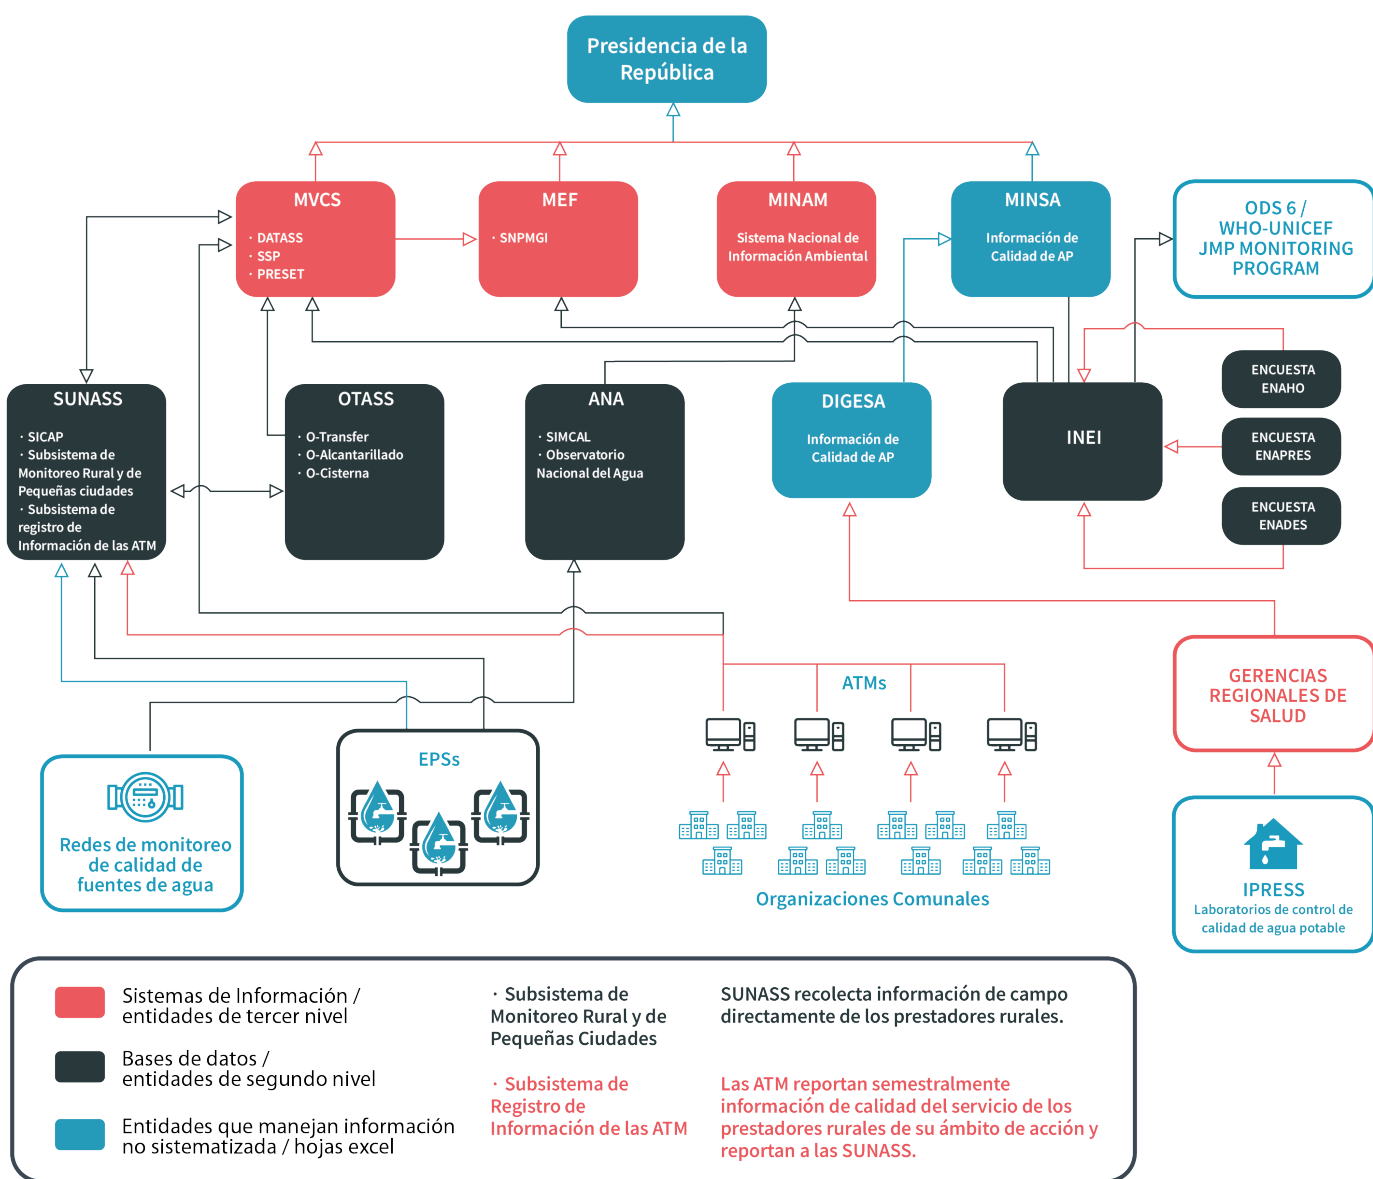 Presidencia de la
República
MVCS
· DATASS
· SSP
· PRESET
MEF
· SNPMGI
MINAM
Sistema Nacional de
Información Ambiental
MINSA
Información de
Calidad de AP
ODS 6 /
WHO-UNICEF
JMP MONITORING
PROGRAM
SUNASS
· SICAP
· Subsistema de
Monitoreo Rural y de
Pequeñas ciudades
· Subsistema de
registro de
Información de las ATM
OTASS
· O-Transfer
· O-Alcantarillado
· O-Cisterna
ANA
· SIMCAL
· Observatorio
Nacional del Agua
DIGESA
Información de
Calidad de AP
INEI
ENCUESTA
ENAHO
ENCUESTA
ENAPRES
ENCUESTA
ENADES
ATMs
GERENCIAS
REGIONALES DE
SALUD
EPSs
Redes de monitoreo
de calidad de
fuentes de agua
Organizaciones Comunales
IPRESS
Laboratorios de control de
calidad de agua potable
Sistemas de Información /
entidades de tercer nivel
Bases de datos /
entidades de segundo nivel
Entidades que manejan información
no sistematizada / hojas excel
· Subsistema de
Monitoreo Rural y de
Pequeñas Ciudades
SUNASS recolecta información de campo
directamente de los prestadores rurales.
· Subsistema de
Registro de
Información de las ATM
Las ATM reportan semestralmente
información de calidad del servicio de los
prestadores rurales de su ámbito de acción y
reportan a las SUNASS.